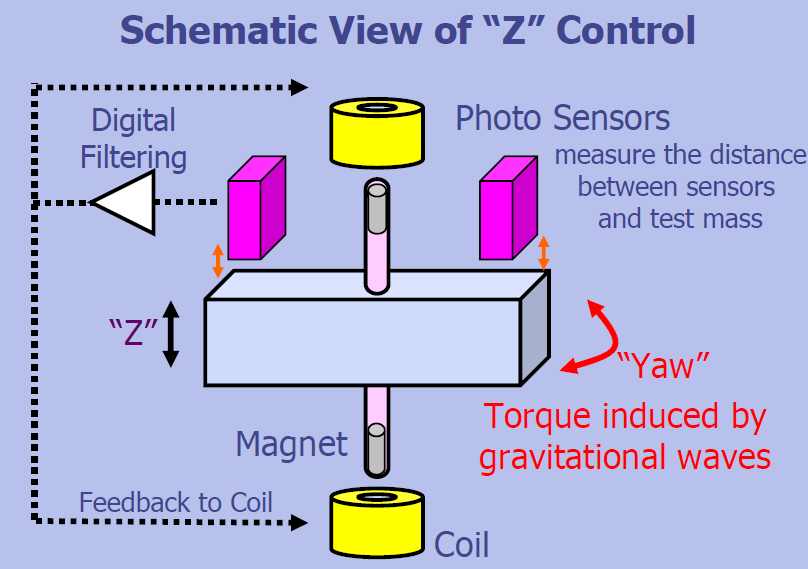 Schematic View of “Z” Control
Digital
Filtering
Photo Sensors
measure the distance
between sensors
and test mass
“Z”
“Yaw”
Torque induced by
gravitational waves
Magnet
Feedback to Coil
Coil